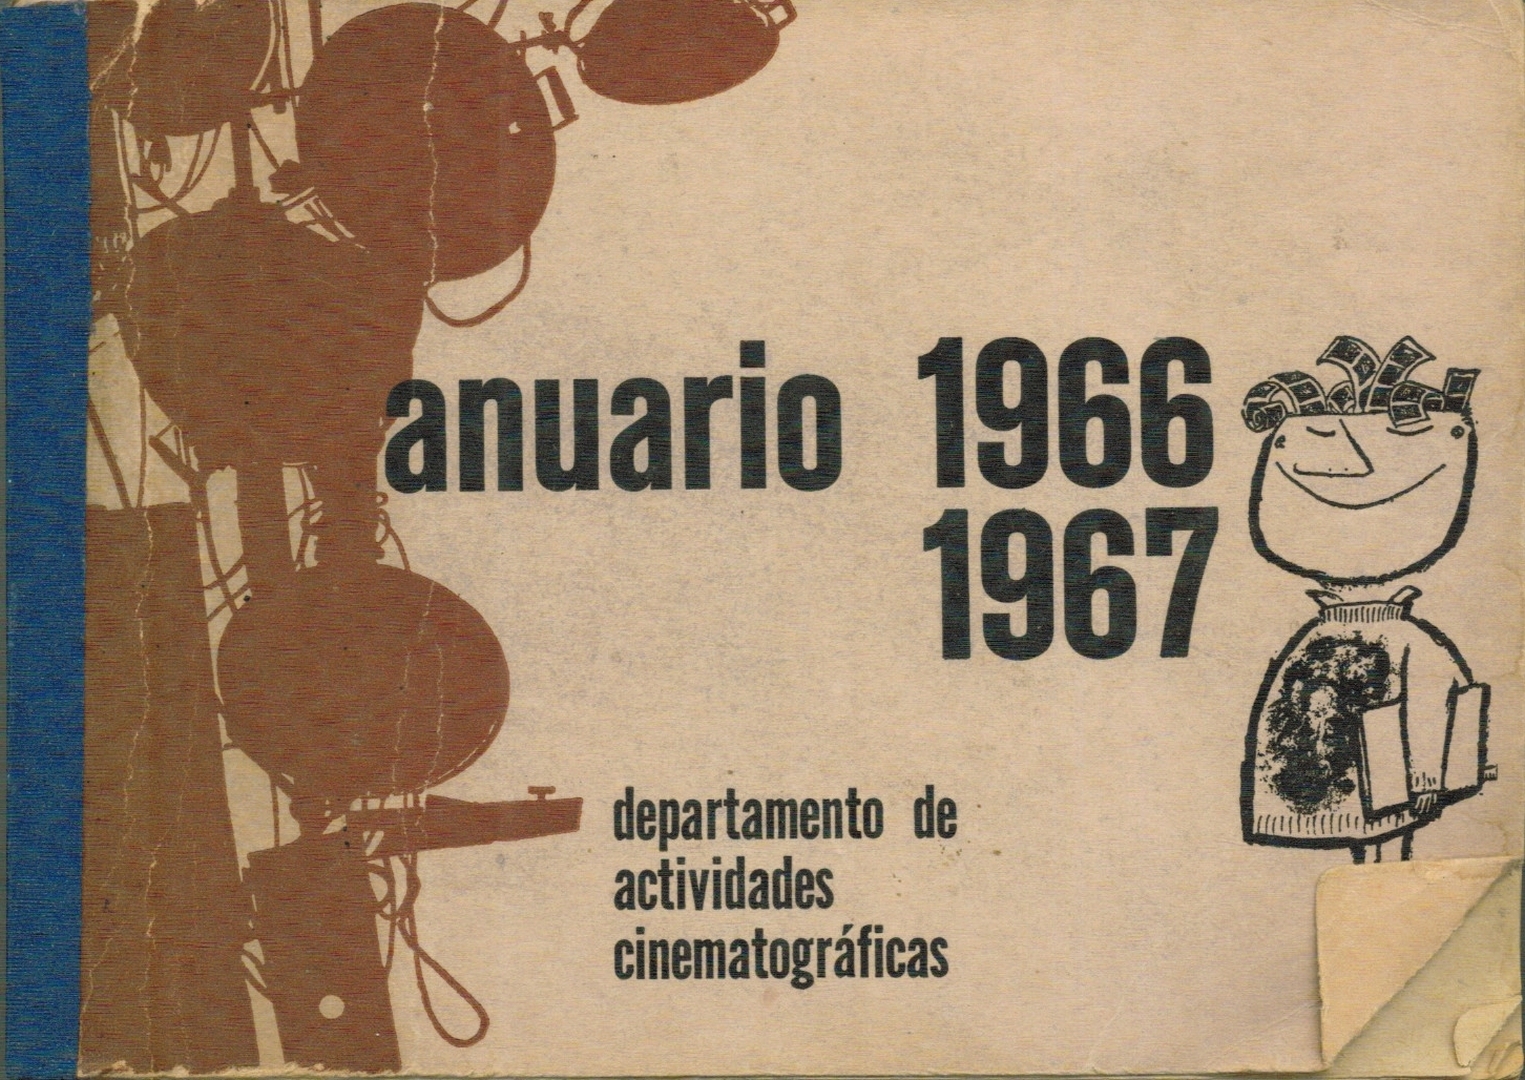 anuario 1966
1967
departamento de
actividades
cinematográficas